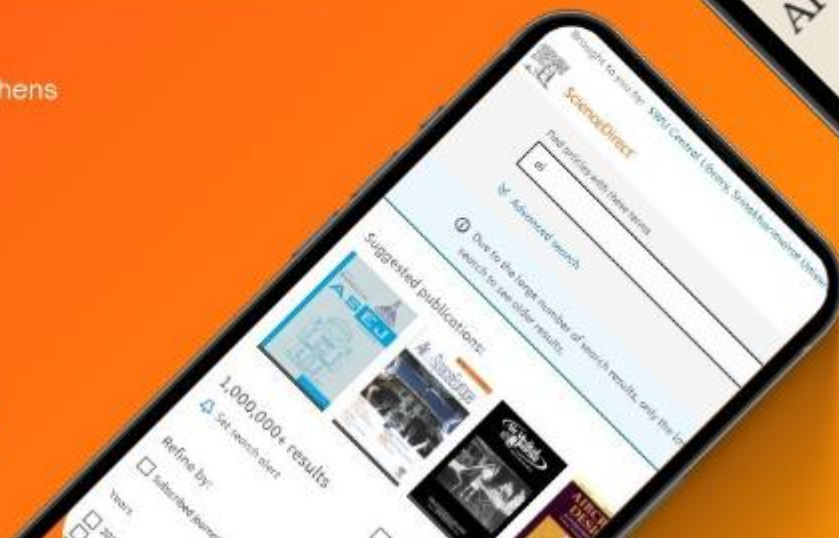 hens
Brought to you by: SWU Central Library, Srinakharinwirot
ScienceDirect
Find articles with these terms
ai
Advanced search
Due to the large number of search results, only the
search to see older results.
Suggested publications:
ASEJ
1,000,000+ results
Set search alert
Refine by:
Subscribed journa
Years